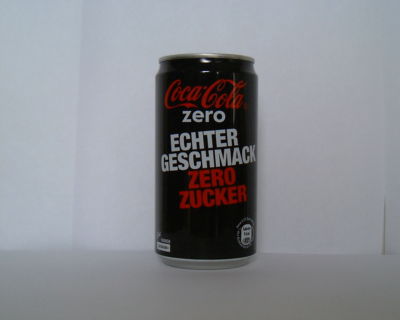 Coca-Cola
zero
ECHTER
GESCHMACK
ZERO
ZUCKER